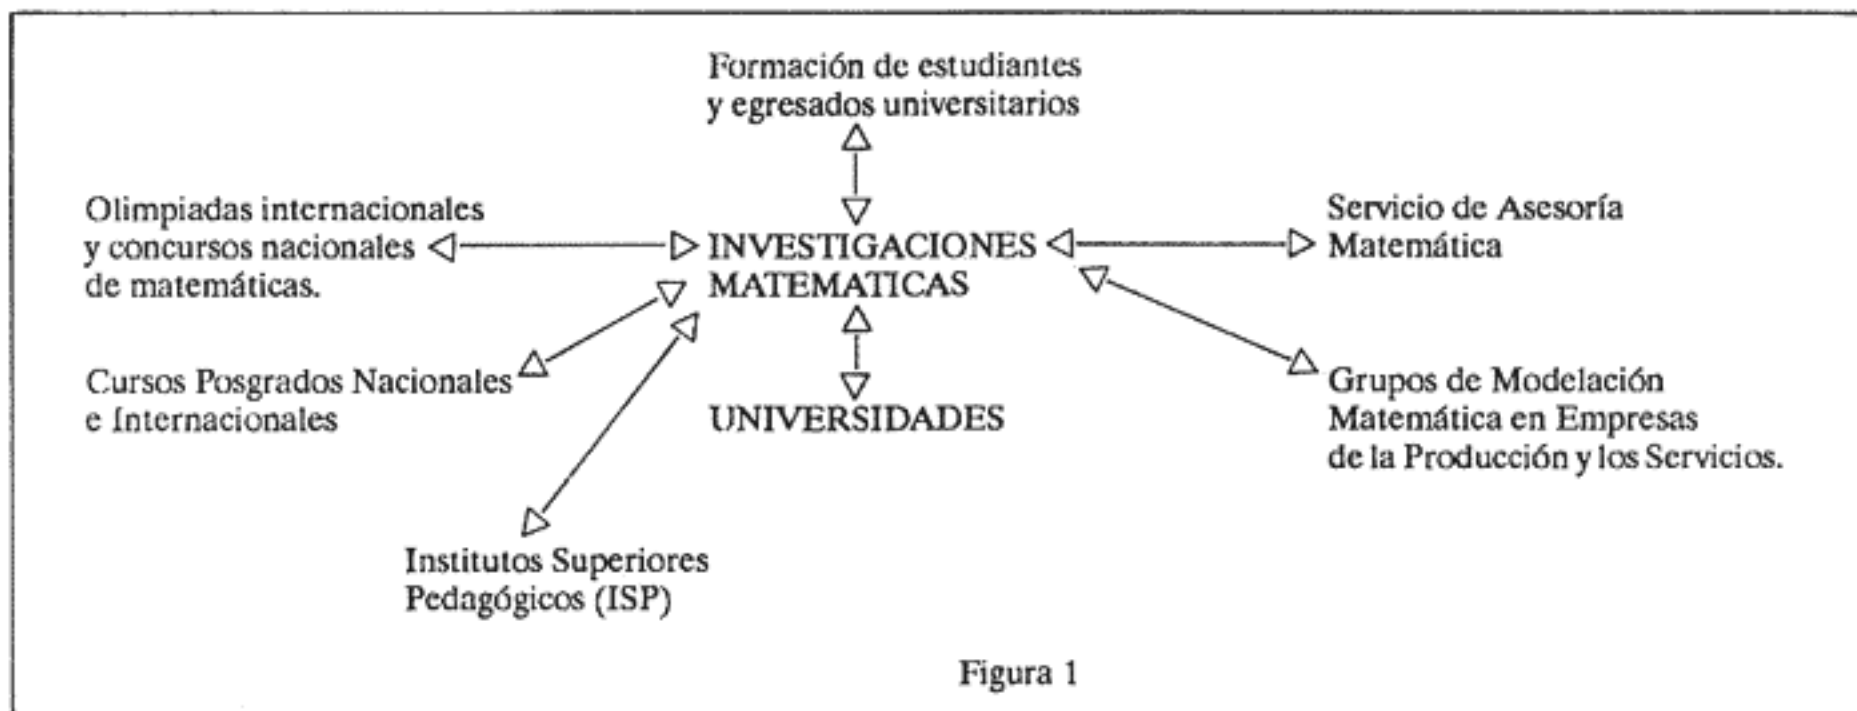 Formación de estudiantes
y egresados universitarios
Olimpiadas internacionales
y concursos nacionales
de matemáticas.
INVESTIGACIONES
MATEMATICAS
Servicio de Asesoría
Matemática
Cursos Posgrados Nacionales
e Internacionales
UNIVERSIDADES
Grupos de Modelación
Matemática en Empresas
de la Producción y los Servicios.
Institutos Superiores
Pedagógicos (ISP)
Figura 1